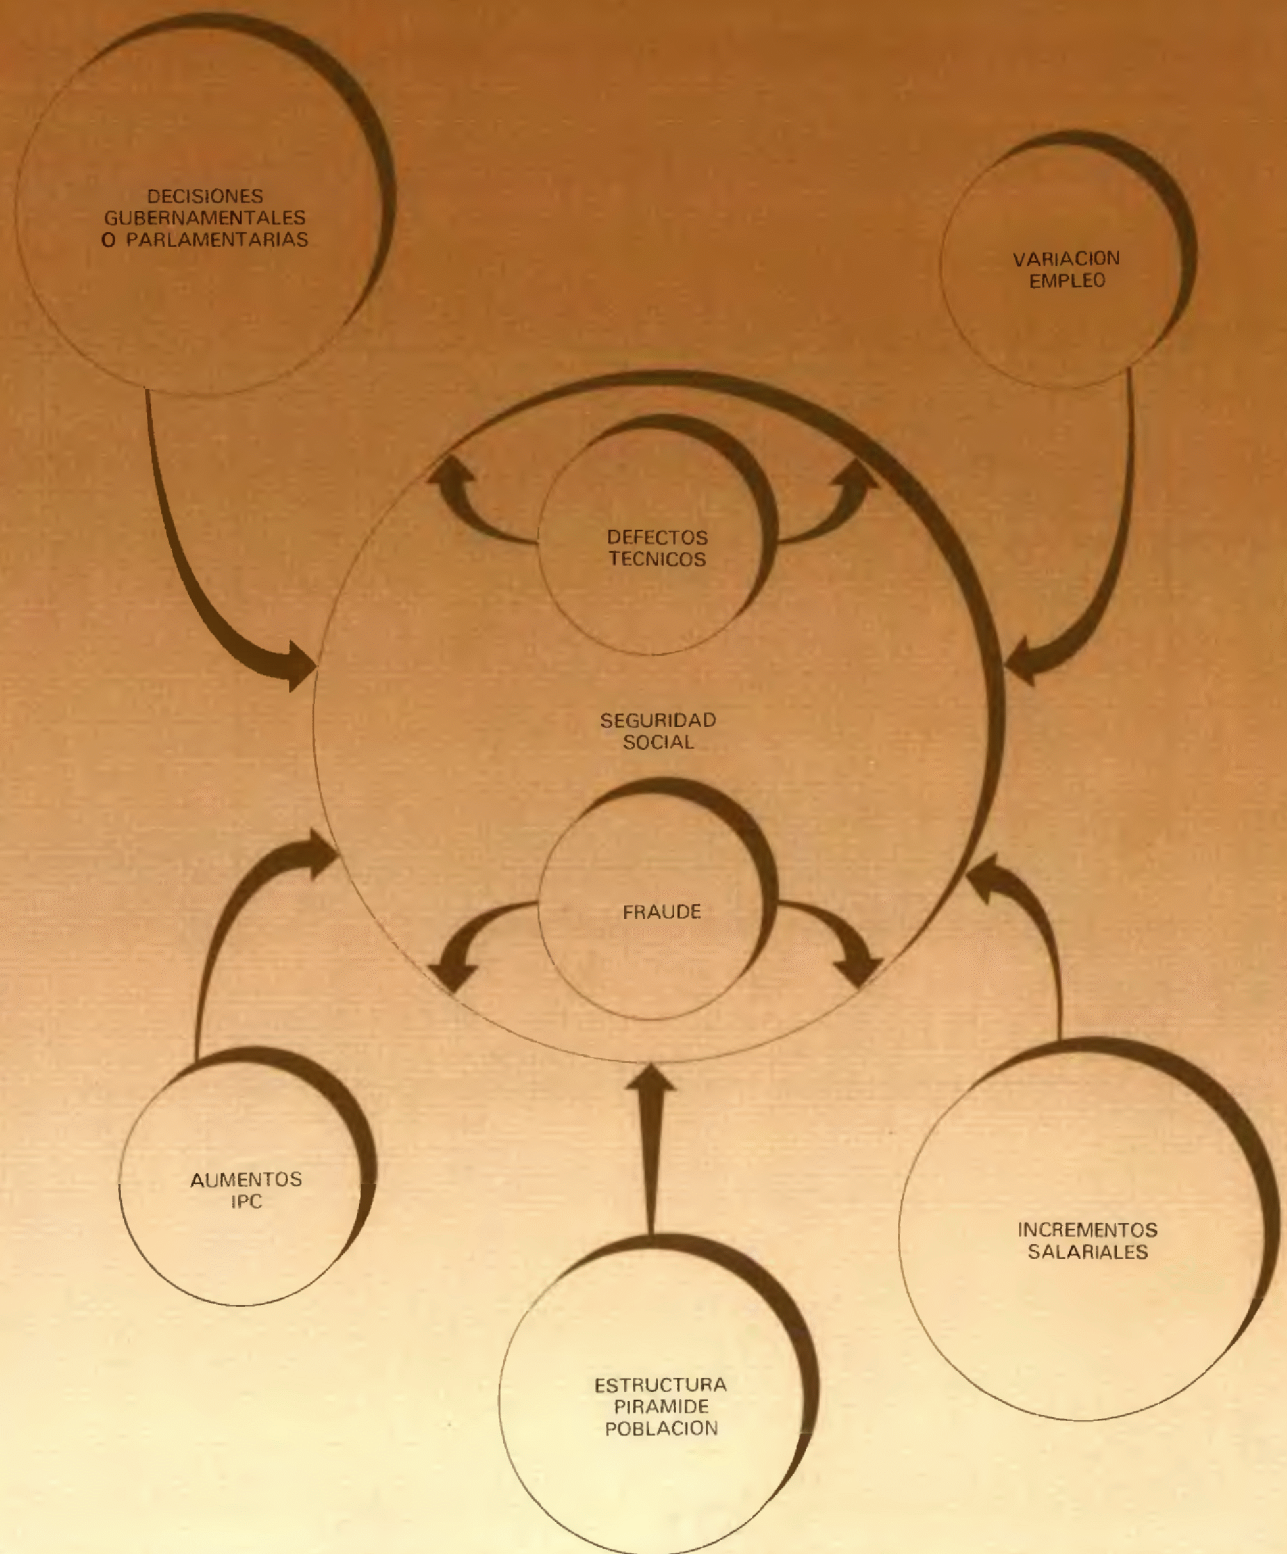 DECISIONES
GUBERNAMENTALES
O PARLAMENTARIAS
VARIACION
EMPLEO
DEFECTOS
TECNICOS
SEGURIDAD
SOCIAL
FRAUDE
AUMENTOS
IPC
INCREMENTOS
SALARIALES
ESTRUCTURA
PIRAMIDE
POBLACION